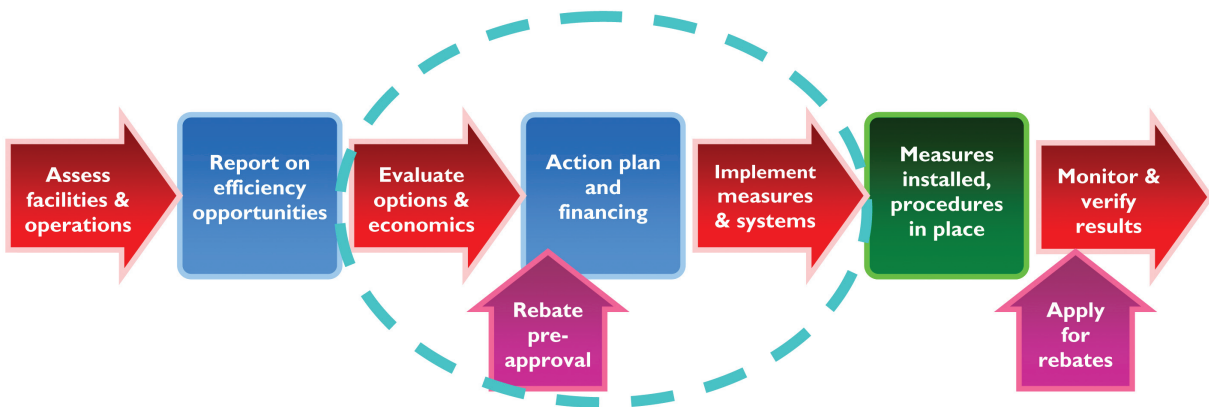 Assess
facilities &
operations
Report on
efficiency
opportunities
Evaluate
options &
economics
Action plan
and
financing
Implement
measures
& systems
Measures
installed,
procedures
in place
Monitor &
verify
results
Rebate
pre-
approval
Apply
for
rebates